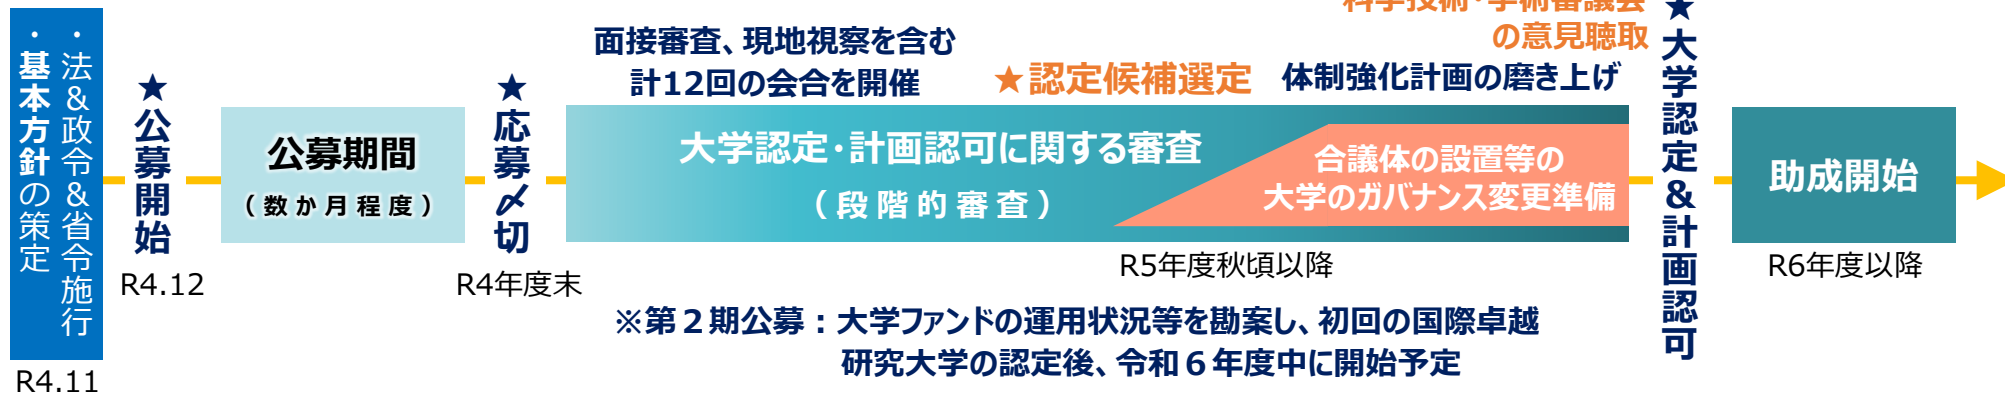 ・法&政令&省令施行
・基本方針の策定
R4.11
★公募開始
R4.12
公募期間
（数か月程度）
★応募〆切
R4年度末
面接審査、現地視察を含む
計12回の会合を開催
★認定候補選定
科学技術・学術審議会
の意見聴取
体制強化計画の磨き上げ
大学認定・計画認可に関する審査
（段階的審査）
合議体の設置等の
大学のガバナンス変更準備
R5年度秋頃以降
★大学認定&計画認可
助成開始
R6年度以降
※第２期公募：大学ファンドの運用状況等を勘案し、初回の国際卓越
研究大学の認定後、令和６年度中に開始予定